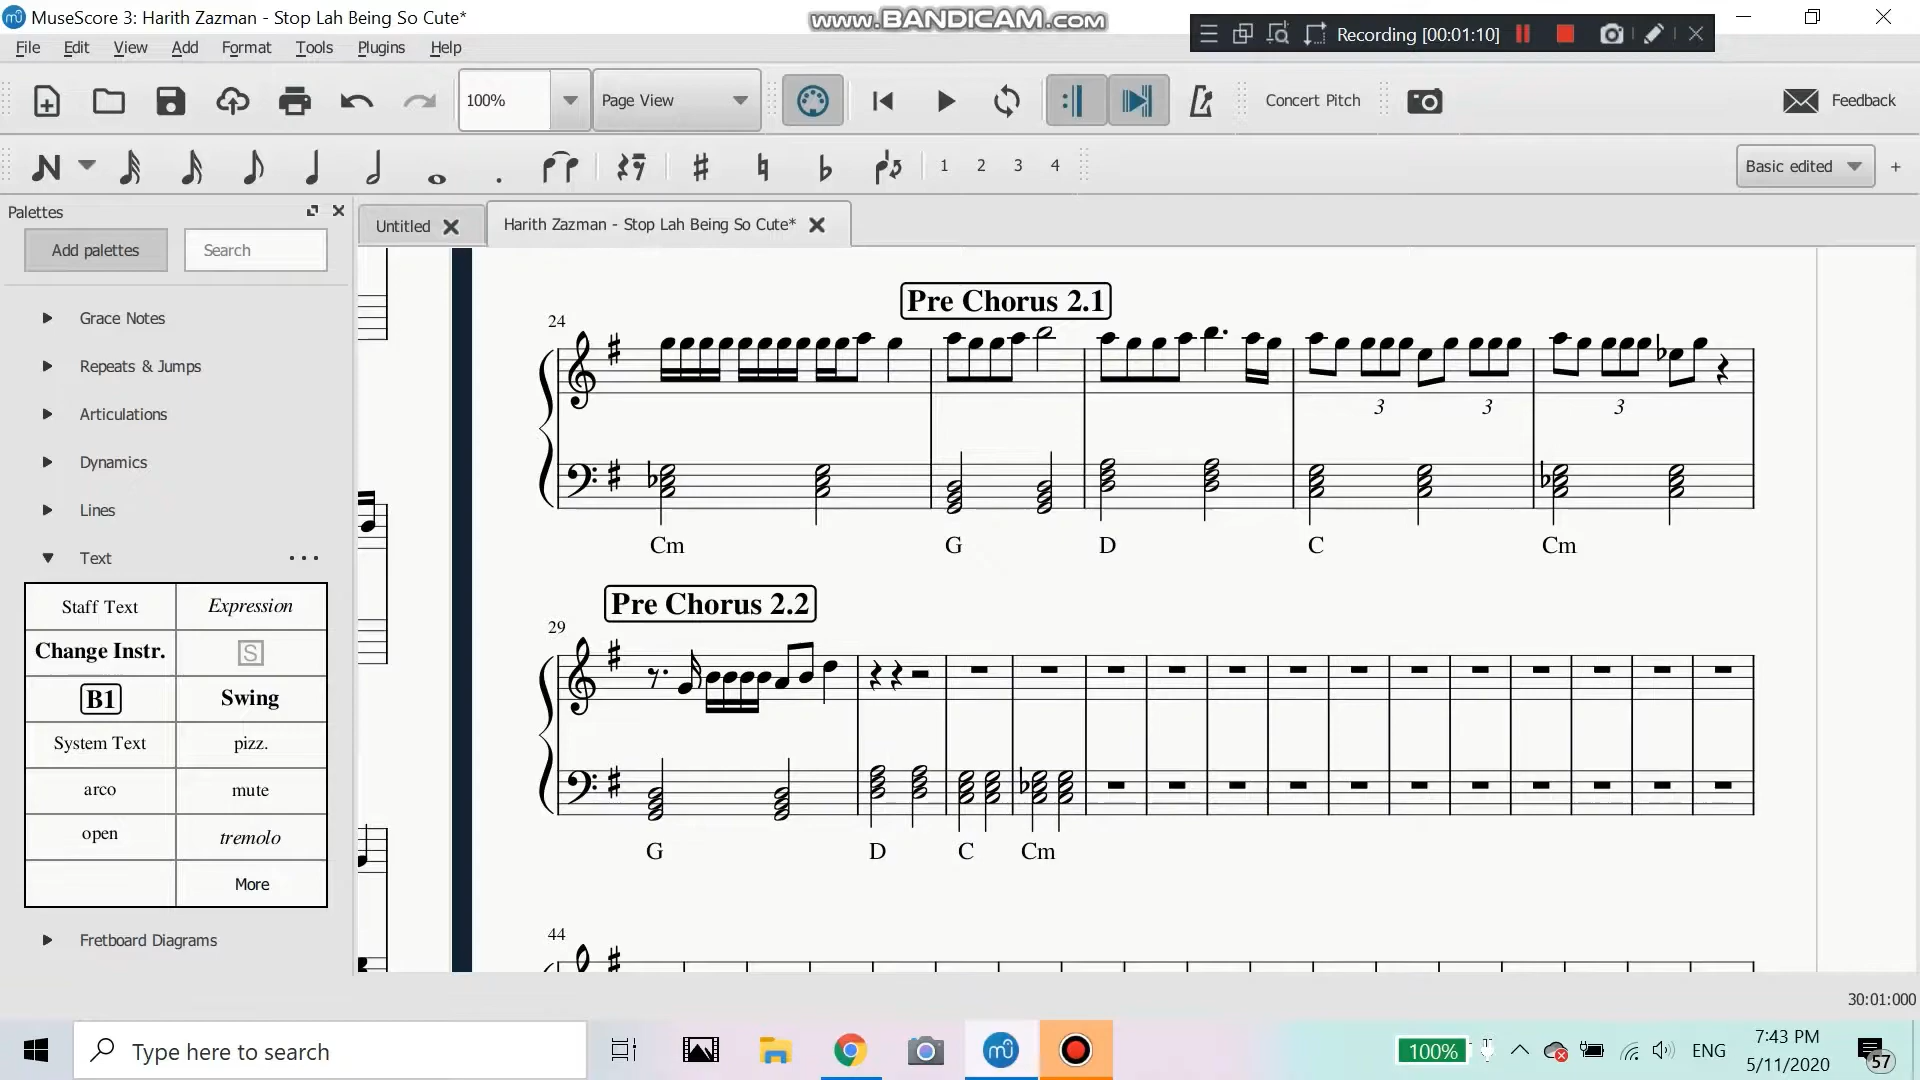 MuseScore 3: Harith Zazman - Stop Lah Being So Cute*
www.BANDICAM.com
Recording [00:01:10]
File Edit View Add Format Tools Plugins Help
100% Page View Concert Pitch Feedback
1 2 3 4 Basic edited +
Palettes
Untitled Harith Zazman - Stop Lah Being So Cute*
Add palettes Search
Grace Notes
Repeats & Jumps
Articulations
Dynamics
Lines
Text
Staff Text Expression
Change Instr. S
B1 Swing
System Text pizz.
arco mute
open tremolo
More
Fretboard Diagrams
Pre Chorus 2.1
24
3 3 3
Cm G D C Cm
Pre Chorus 2.2
29
G D C Cm
44
30:01:000
Type here to search
100% ENG 7:43 PM
5/11/2020
57